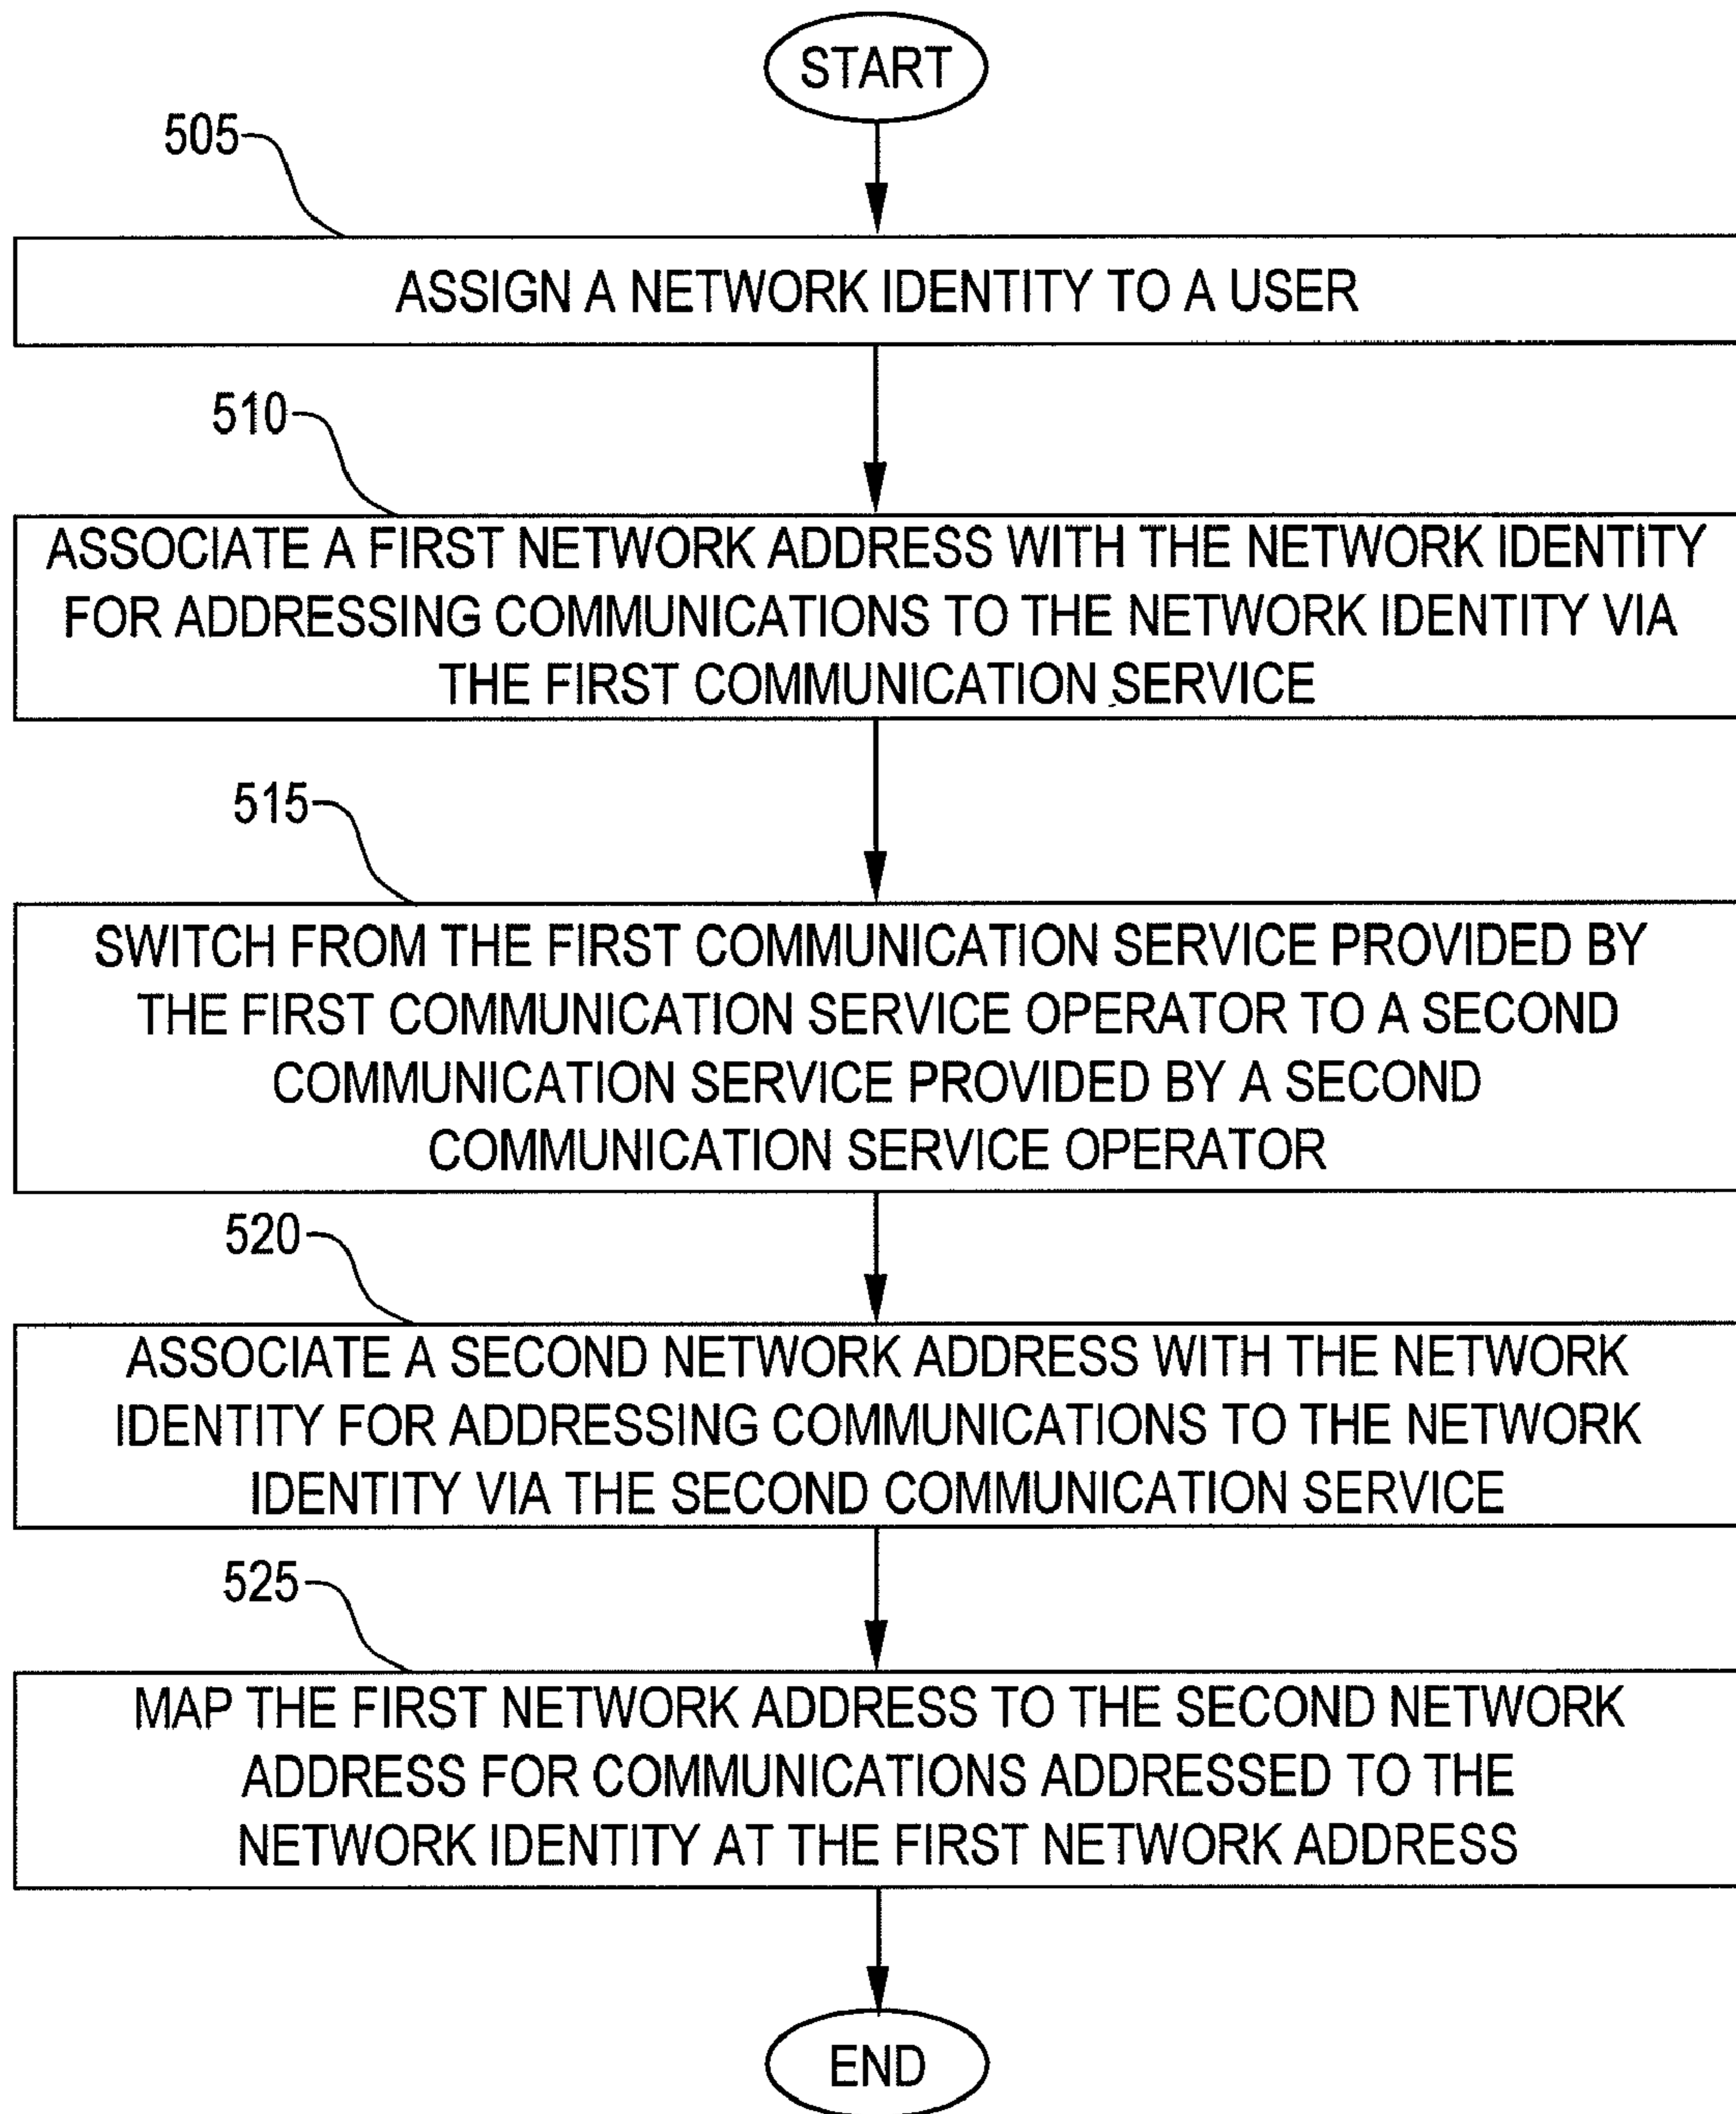 START
505
ASSIGN A NETWORK IDENTITY TO A USER
510
ASSOCIATE A FIRST NETWORK ADDRESS WITH THE NETWORK IDENTITY
FOR ADDRESSING COMMUNICATIONS TO THE NETWORK IDENTITY VIA
THE FIRST COMMUNICATION SERVICE
515
SWITCH FROM THE FIRST COMMUNICATION SERVICE PROVIDED BY
THE FIRST COMMUNICATION SERVICE OPERATOR TO A SECOND
COMMUNICATION SERVICE PROVIDED BY A SECOND
COMMUNICATION SERVICE OPERATOR
520
ASSOCIATE A SECOND NETWORK ADDRESS WITH THE NETWORK
IDENTITY FOR ADDRESSING COMMUNICATIONS TO THE NETWORK
IDENTITY VIA THE SECOND COMMUNICATION SERVICE
525
MAP THE FIRST NETWORK ADDRESS TO THE SECOND NETWORK
ADDRESS FOR COMMUNICATIONS ADDRESSED TO THE
NETWORK IDENTITY AT THE FIRST NETWORK ADDRESS
END